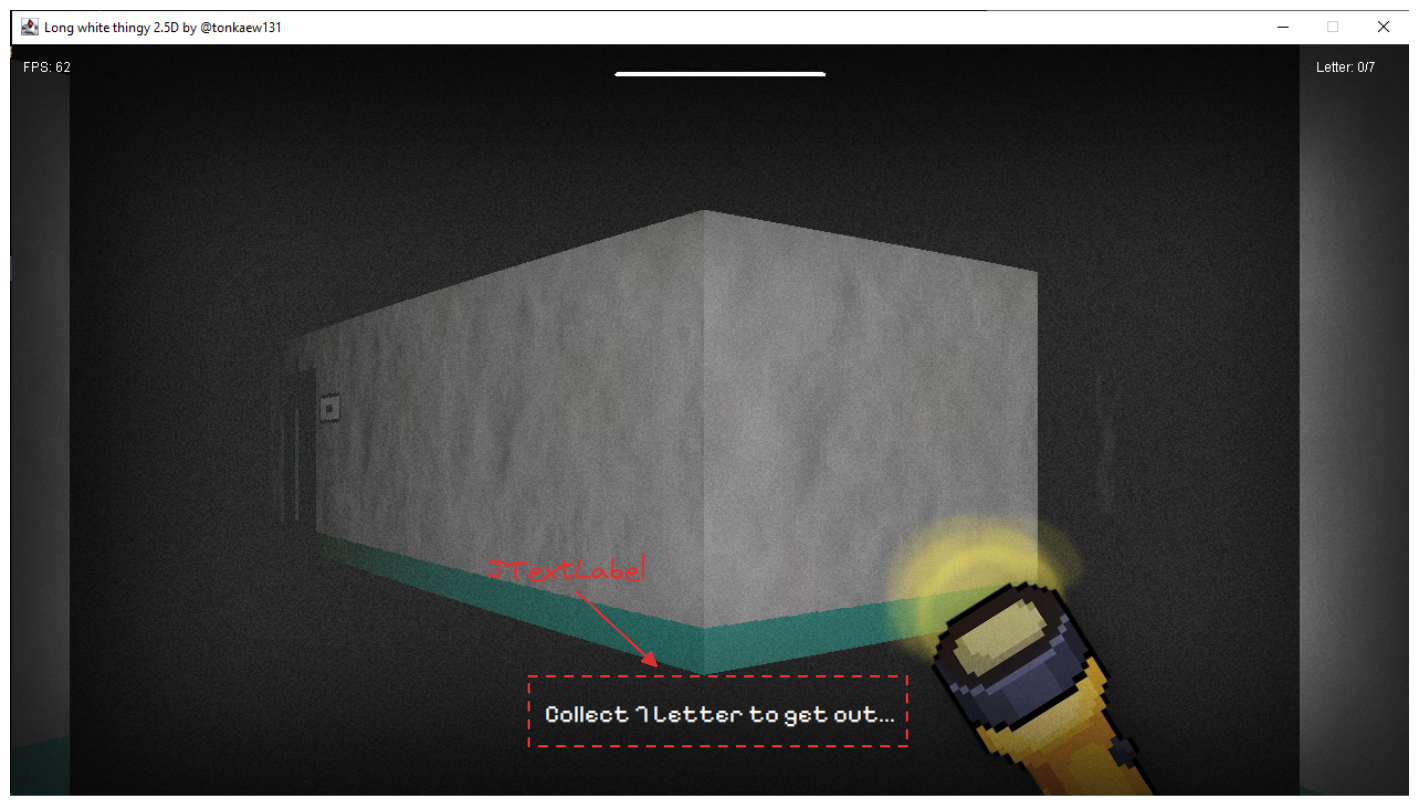 Long white thingy 2.5D by @tonkaew131
FPS: 62
Letter: 0/7
JTextLabel
Collect 7 Letter to get out...